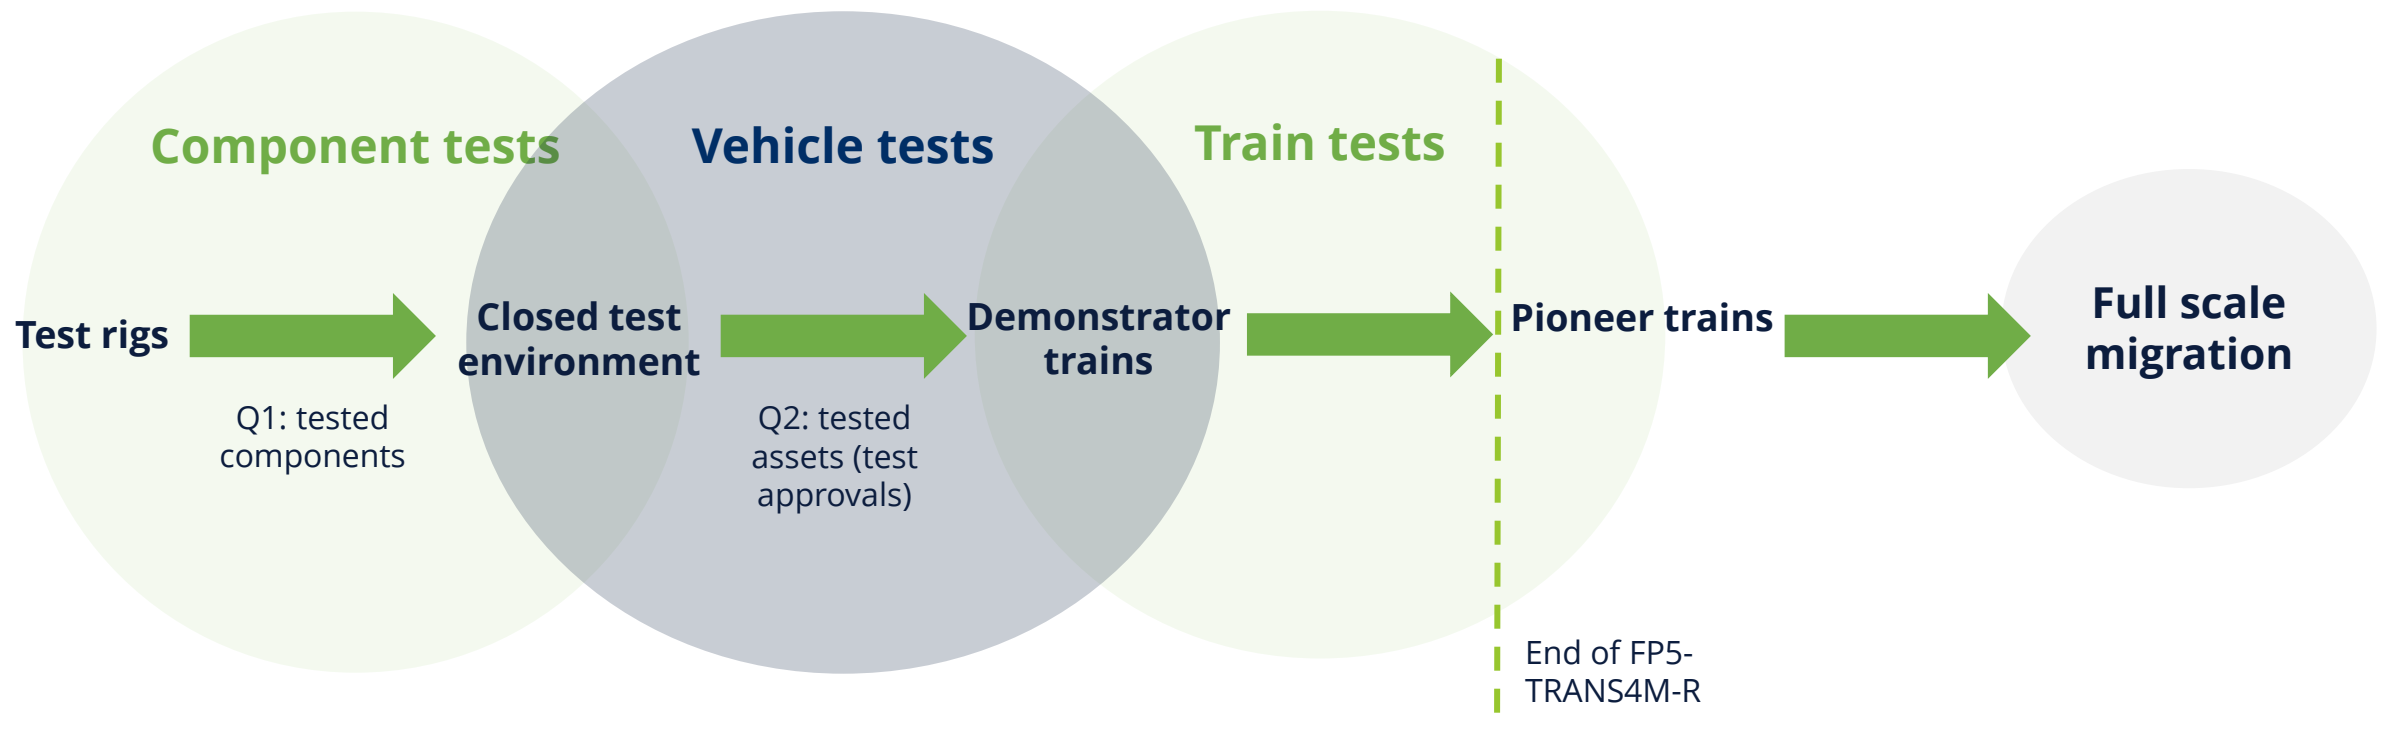 Component tests
Vehicle tests
Train tests
Test rigs
Closed test
environment
Demonstrator
trains
Pioneer trains
Full scale
migration
Q1: tested
components
Q2: tested
assets (test
approvals)
End of FP5-
TRANS4M-R